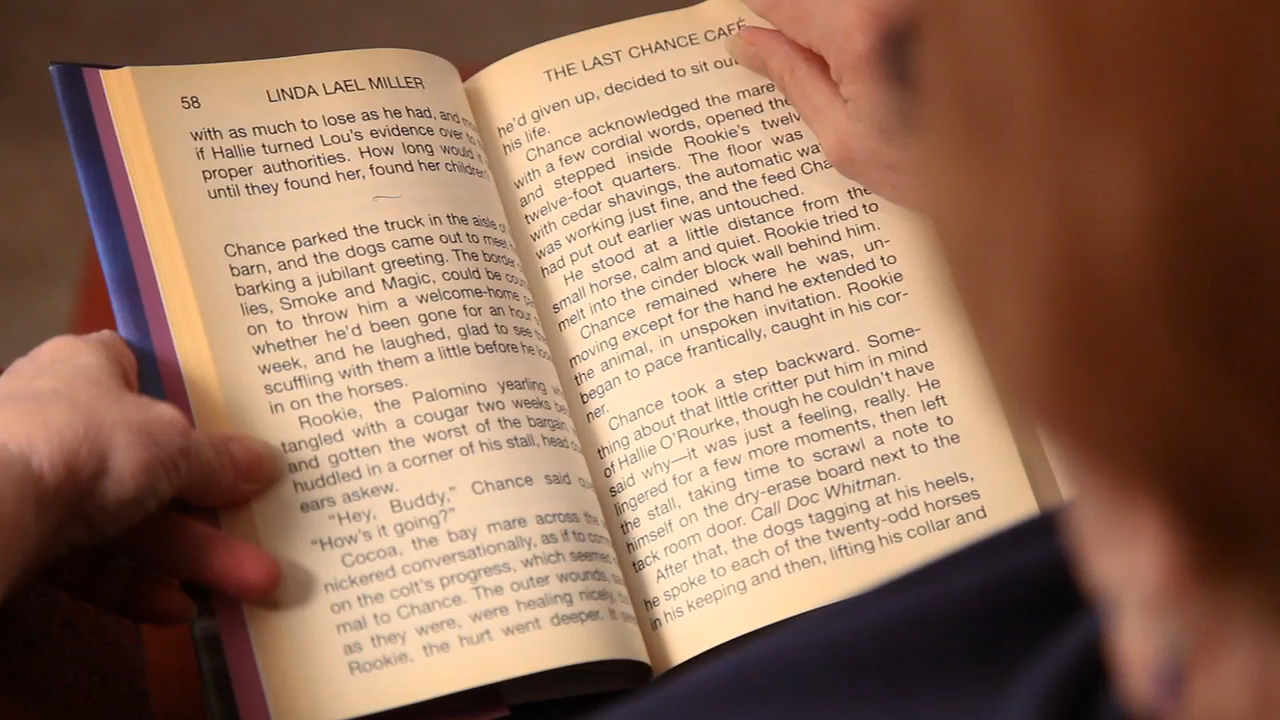 58
LINDA LAEL MILLER
with as much to lose as he had, and
if Hallie turned Lou's evidence over to
proper authorities. How long would it
until they found her, found her children
Chance parked the truck in the aisle
barn, and the dogs came out to meet
barking a jubilant greeting. The border
lies, Smoke and Magic, could be
on to throw him a welcome-home
whether he'd been gone for an hour
week, and he laughed, glad to see
scuffling with them a little before he
in on the horses.
Rookie, the Palomino yearling
tangled with a cougar two weeks
and gotten the worst of the bargain,
huddled in a corner of his stall, head
ears askew.
"Hey, Buddy," Chance said
"How's it going?"
Cocoa, the bay mare across the
nickered conversationally, as if to
on the colt's progress, which seemed
mal to Chance. The outer wounds,
as they were, were healing nicely,
Rookie, the hurt went deeper. It
THE LAST CHANCE CAFÉ
he'd given up, decided to sit out
his life.
Chance acknowledged the mare
with a few cordial words, opened the
and stepped inside Rookie's
twelve-foot quarters. The floor was
with cedar shavings, the automatic
was working just fine, and the feed
had put out earlier was untouched.
He stood at a little distance from the
small horse, calm and quiet. Rookie tried to
melt into the cinder block wall behind him.
Chance remained where he was, un-
moving except for the hand he extended to
the animal, in unspoken invitation. Rookie
began to pace frantically, caught in his cor-
ner.
Chance took a step backward. Some-
thing about that little critter put him in mind
of Hallie O'Rourke, though he couldn't have
said why—it was just a feeling, really. He
lingered for a few more moments, then left
the stall, taking time to scrawl a note to
himself on the dry-erase board next to the
tack room door. Call Doc Whitman.
After that, the dogs tagging at his heels,
he spoke to each of the twenty-odd horses
in his keeping and then, lifting his collar and